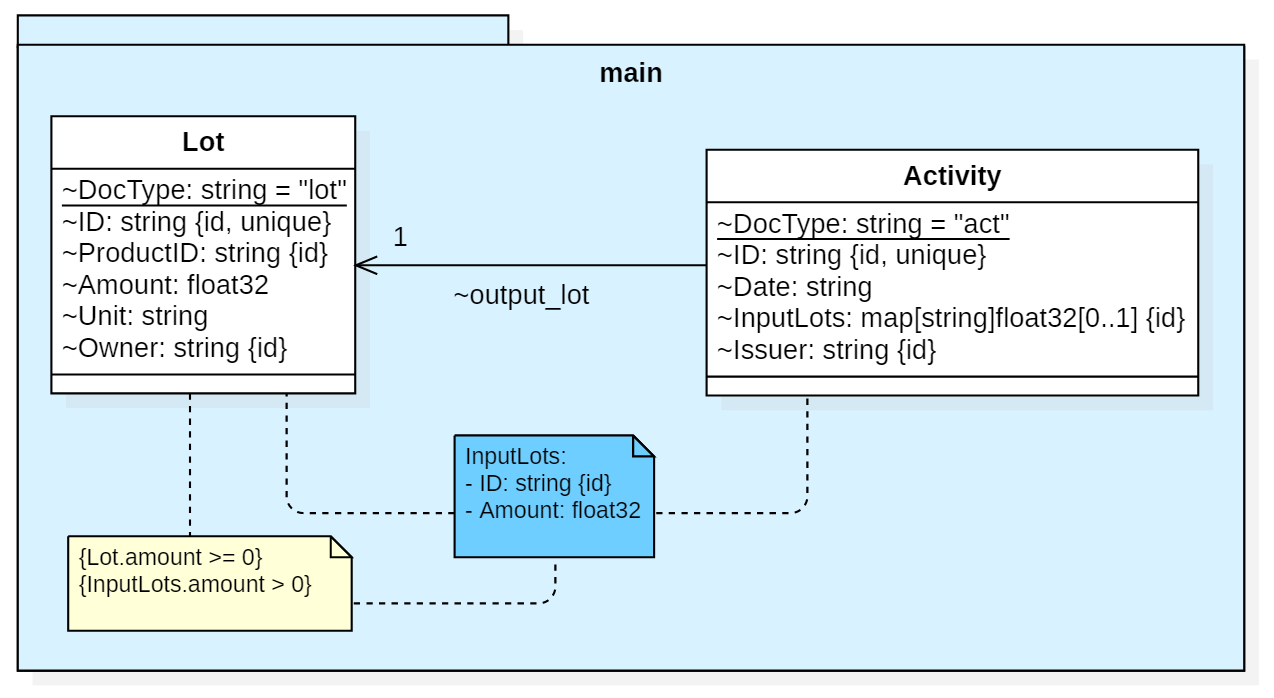 main
Lot
~DocType: string = "lot"
~ID: string {id, unique}
~ProductID: string {id}
~Amount: float32
~Unit: string
~Owner: string {id}
1
~output_lot
Activity
~DocType: string = "act"
~ID: string {id, unique}
~Date: string
~InputLots: map[string]float32[0..1] {id}
~Issuer: string {id}
InputLots:
- ID: string {id}
- Amount: float32
{Lot.amount >= 0}
{InputLots.amount > 0}